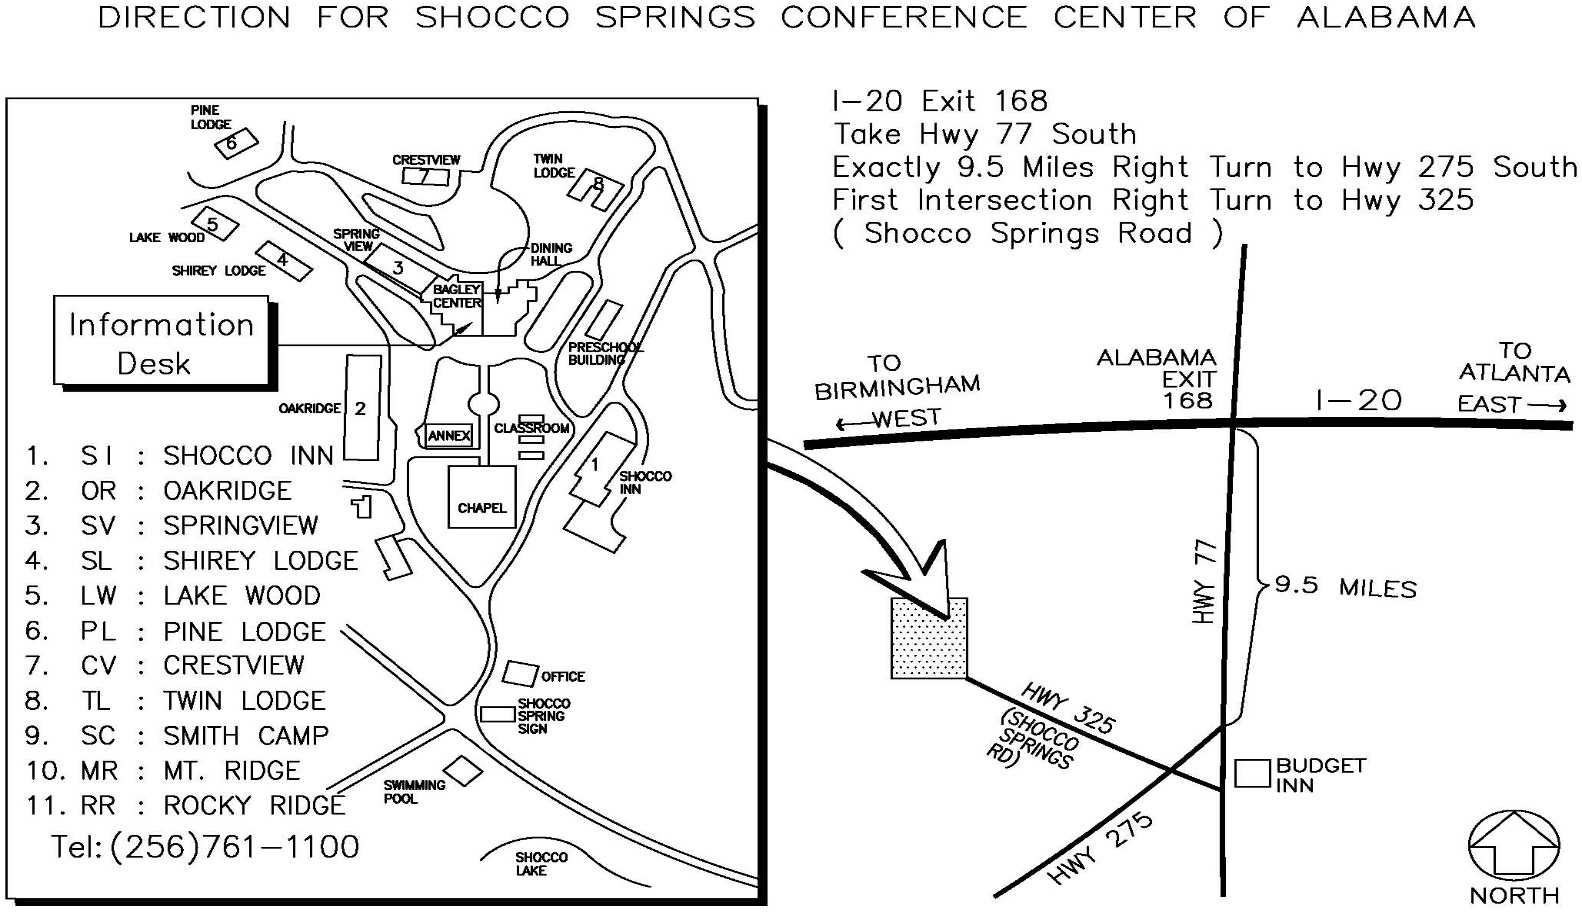 DIRECTION FOR SHOCCO SPRINGS CONFERENCE CENTER OF ALABAMA
I-20 Exit 168
Take Hwy 77 South
Exactly 9.5 Miles Right Turn to Hwy 275 South
First Intersection Right Turn to Hwy 325
( Shocco Springs Road )
PINE
LODGE
6
CRESTVIEW
7
TWIN
LODGE
8
5
LAKE WOOD
SPRING
VIEW
3
4
SHIREY LODGE
DINING
HALL
BAGLEY
CENTER
Information
Desk
PRESCHOOL
BUILDING
OAKRIDGE
2
ANNEX
CLASSROOM
1
SHOCCO
INN
CHAPEL
1. SI : SHOCCO INN
2. OR : OAKRIDGE
3. SV : SPRINGVIEW
4. SL : SHIREY LODGE
5. LW : LAKE WOOD
6. PL : PINE LODGE
7. CV : CRESTVIEW
8. TL : TWIN LODGE
9. SC : SMITH CAMP
10. MR : MT. RIDGE
11. RR : ROCKY RIDGE
Tel:(256)761-1100
OFFICE
SHOCCO
SPRING
SIGN
SWIMMING
POOL
SHOCCO
LAKE
TO
BIRMINGHAM
WEST
ALABAMA
EXIT
168
I-20
TO
ATLANTA
EAST
HWY 77
9.5 MILES
HWY 325
(SHOCCO
SPRINGS
RD)
BUDGET
INN
HWY 275
NORTH